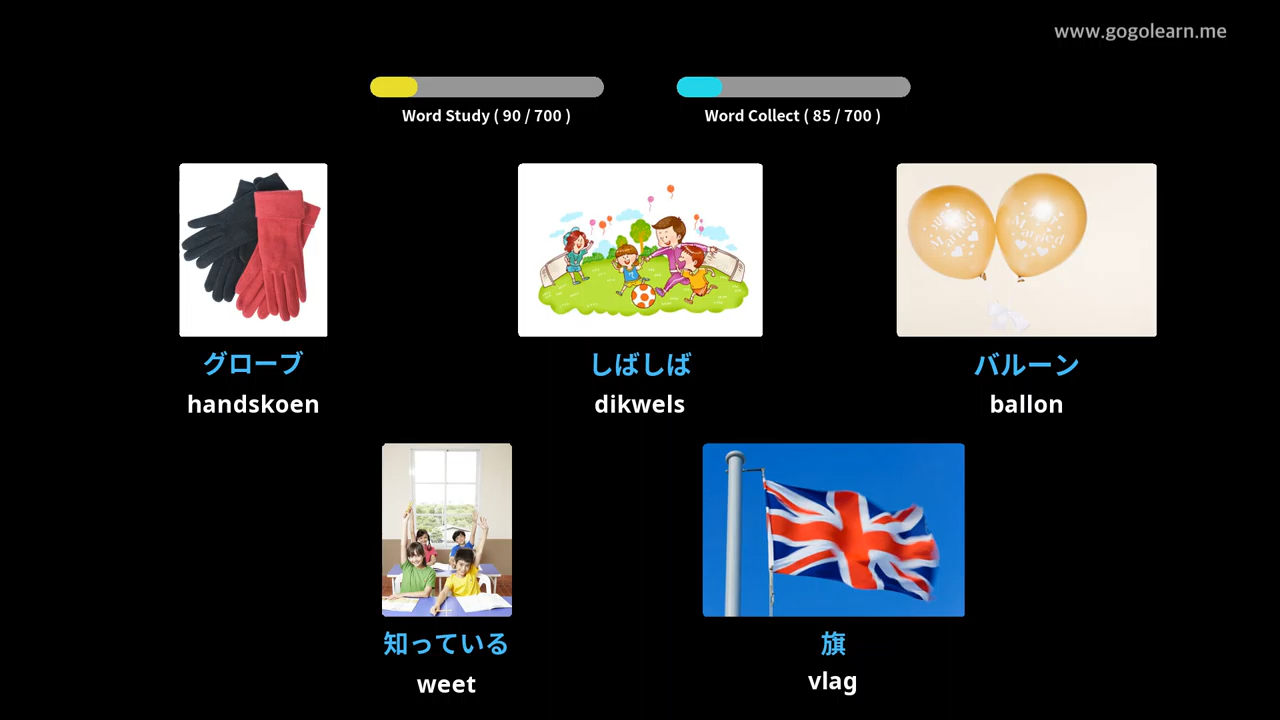 www.gogolearn.me
Word Study ( 90 / 700 )
Word Collect ( 85 / 700 )
グローブ
しばしば
バルーン
handskoen
dikwels
ballon
知っている
旗
weet
vlag